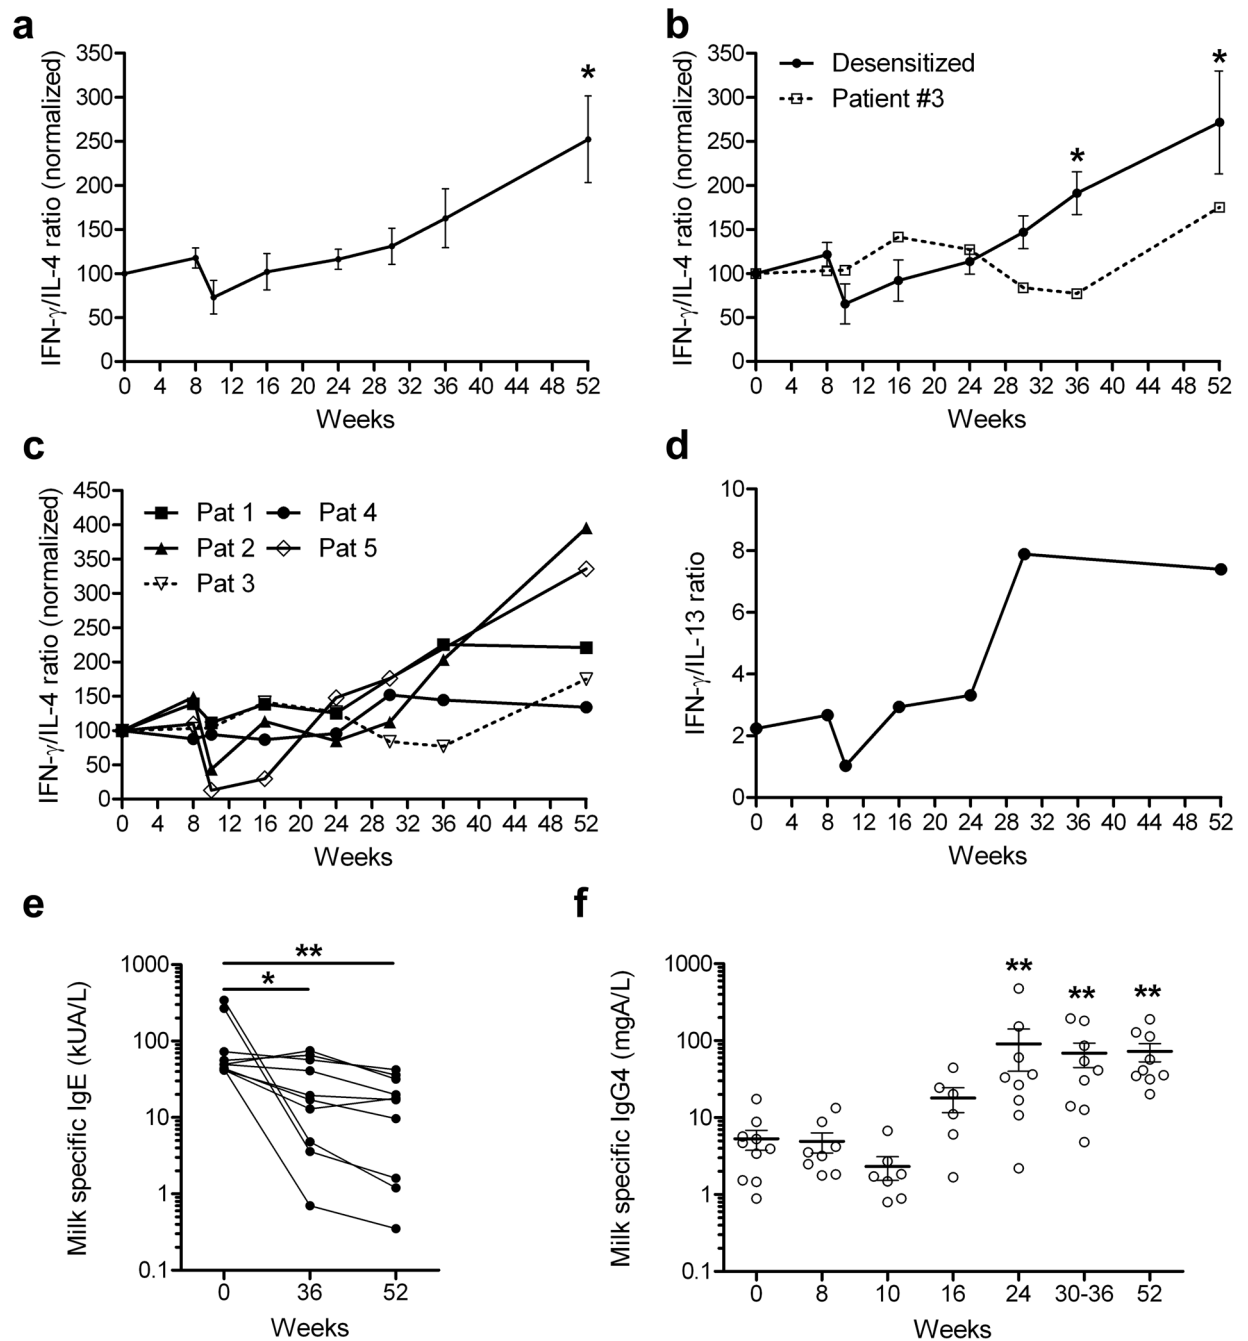 a
IFN-γ/IL-4 ratio (normalized)
350
300
250
200
150
100
50
0
*
0 4 8 12 16 20 24 28 32 36 40 44 48 52
Weeks
b
IFN-γ/IL-4 ratio (normalized)
350
300
250
200
150
100
50
0
Desensitized
Patient #3
*
*
0 4 8 12 16 20 24 28 32 36 40 44 48 52
Weeks
c
IFN-γ/IL-4 ratio (normalized)
450
400
350
300
250
200
150
100
50
0
Pat 1 Pat 4
Pat 2 Pat 5
Pat 3
0 4 8 12 16 20 24 28 32 36 40 44 48 52
Weeks
d
IFN-γ/IL-13 ratio
10
8
6
4
2
0
0 4 8 12 16 20 24 28 32 36 40 44 48 52
Weeks
e
Milk specific IgE (kUA/L)
1000
100
10
1
0.1
**
*
0 36 52
Weeks
f
Milk specific IgG4 (mgA/L)
1000
100
10
1
0.1
** ** **
0 8 10 16 24 30-36 52
Weeks